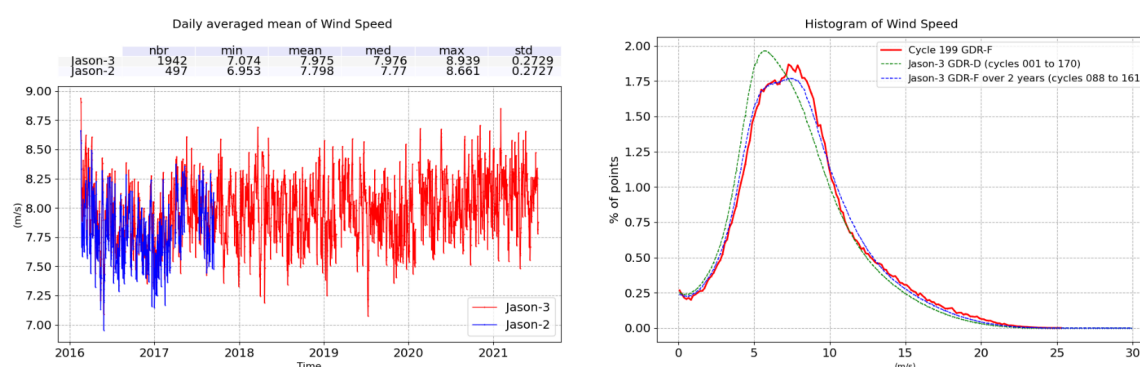 Daily averaged mean of Wind Speed
nbr min mean med max std
Jason-3 1942 7.074 7.975 7.976 8.939 0.2729
Jason-2 497 6.953 7.798 7.77 8.661 0.2727
9.00
8.75
8.50
8.25
8.00
7.75
7.50
7.25
7.00
(m/s)
Jason-3
Jason-2
2016 2017 2018 2019 2020 2021
Time
Histogram of Wind Speed
2.00
1.75
1.50
1.25
1.00
0.75
0.50
0.25
0.00
% of points
Cycle 199 GDR-F
Jason-3 GDR-D (cycles 001 to 170)
Jason-3 GDR-F over 2 years (cycles 088 to 161
0 5 10 15 20 25 30
(m/s)